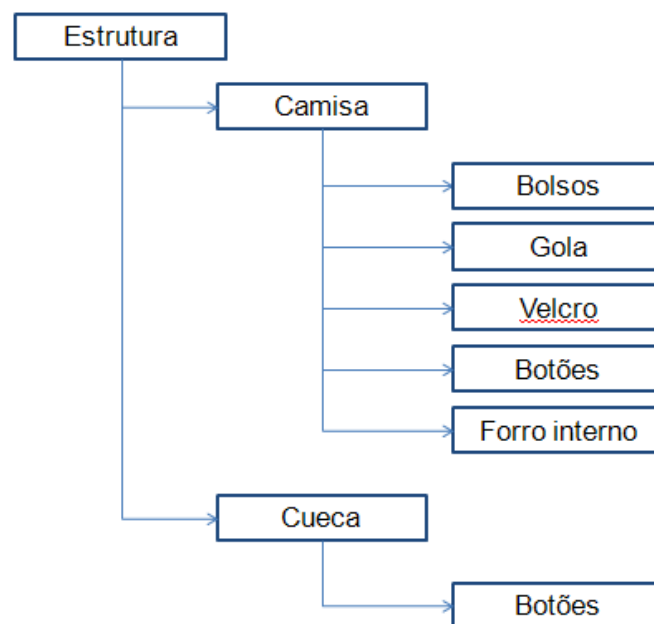 Estrutura
Camisa
Bolsos
Gola
Velcro
Botões
Forro interno
Cueca
Botões